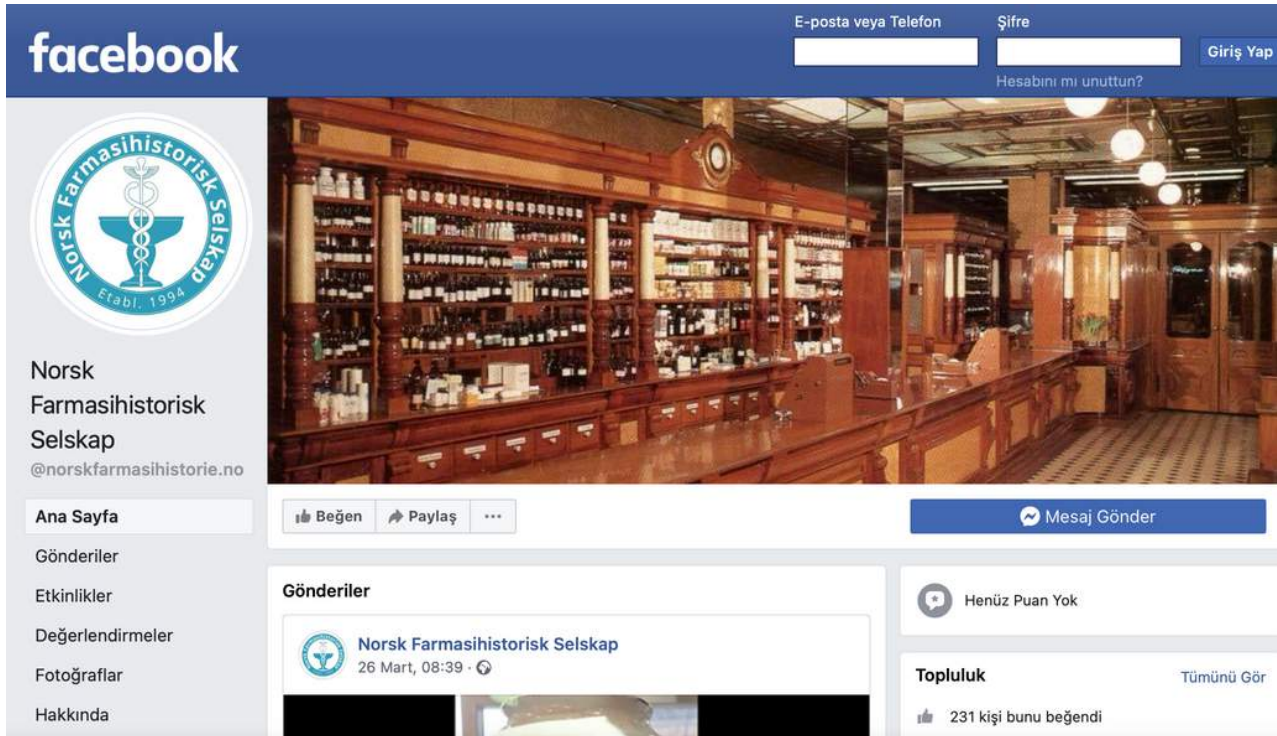 facebook
E-posta veya Telefon
Şifre
Giriş Yap
Hesabını mı unuttun?
Norsk Farmasihistorisk Selskap
Etabl. 1994
Norsk
Farmasihistorisk
Selskap
@norskfarmasihistorie.no
Ana Sayfa
Gönderiler
Etkinlikler
Değerlendirmeler
Fotoğraflar
Hakkında
Beğen
Paylaş
...
Mesaj Gönder
Gönderiler
Norsk Farmasihistorisk Selskap
26 Mart, 08:39 ·
Henüz Puan Yok
Topluluk
Tümünü Gör
231 kişi bunu beğendi